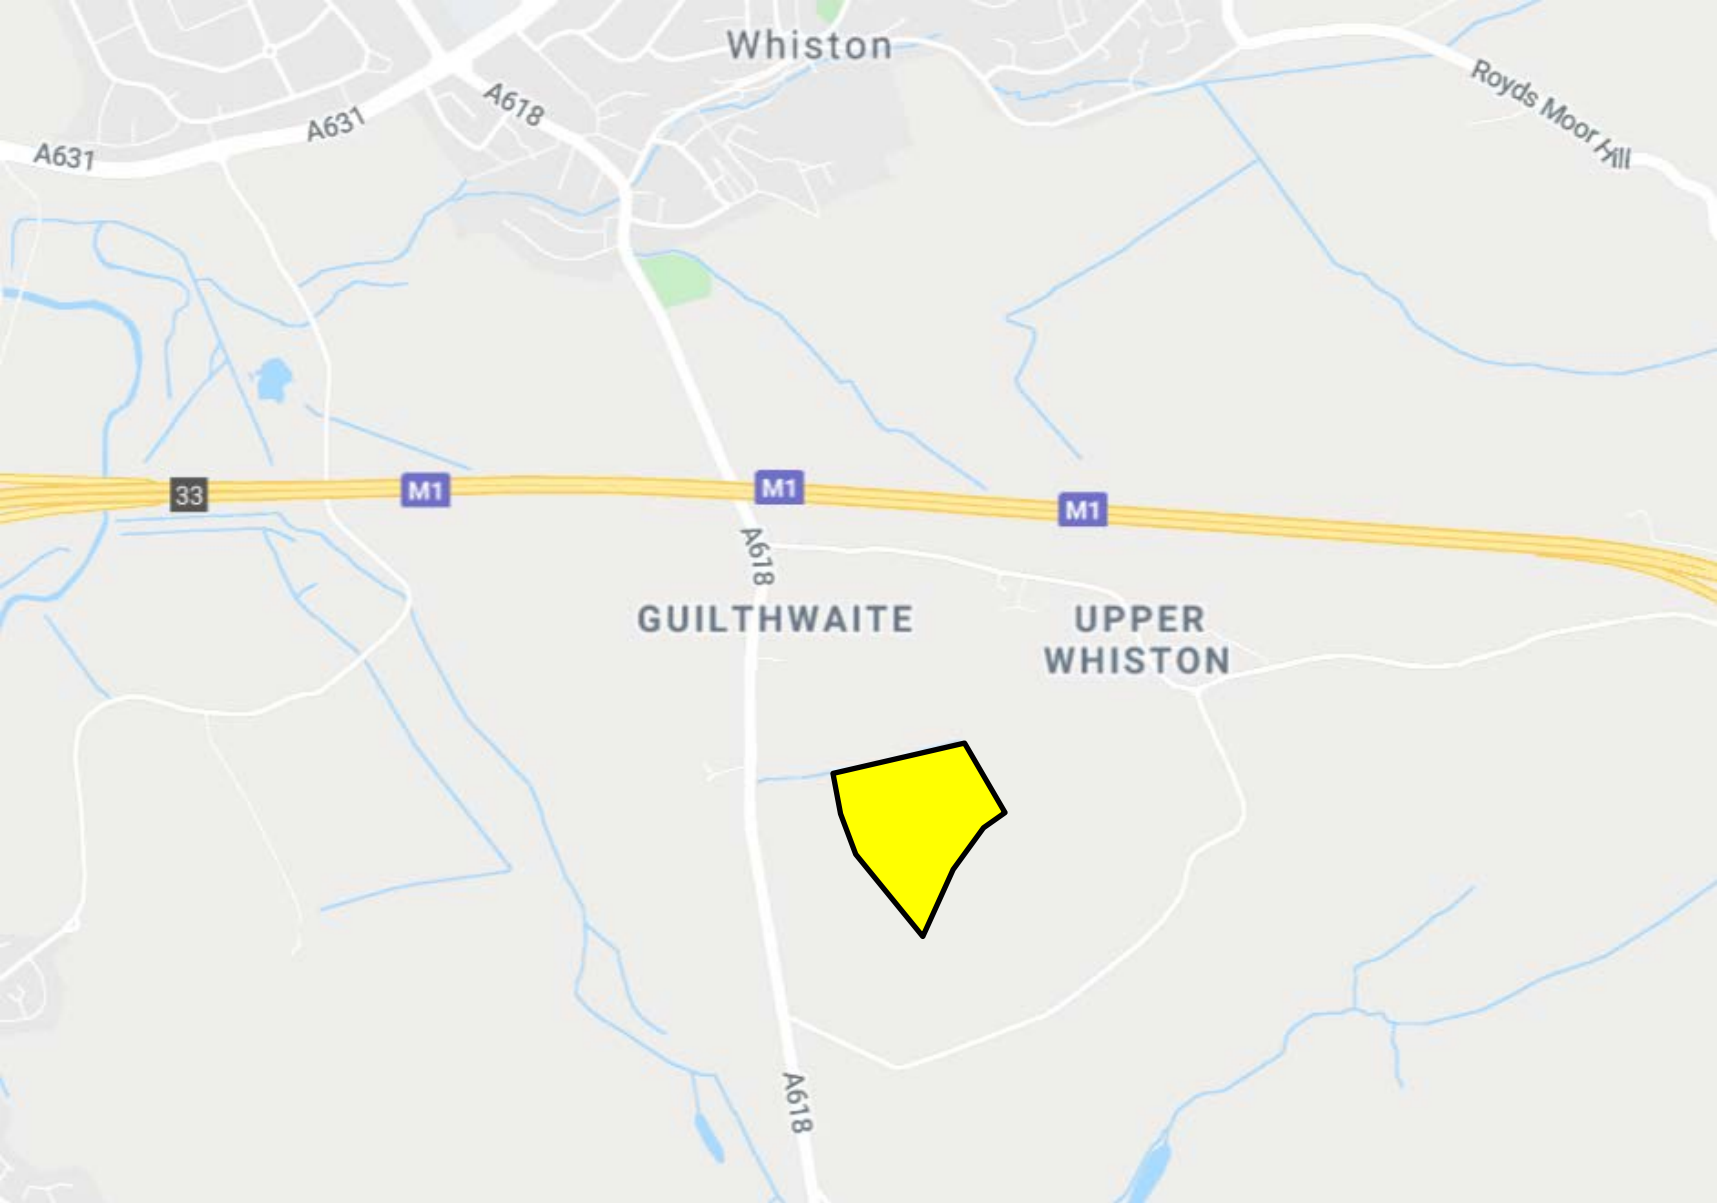 Whiston
Royds Moor Hill
A618
A631
A631
33
M1
M1
M1
A618
GUILTHWAITE
UPPER
WHISTON
A618